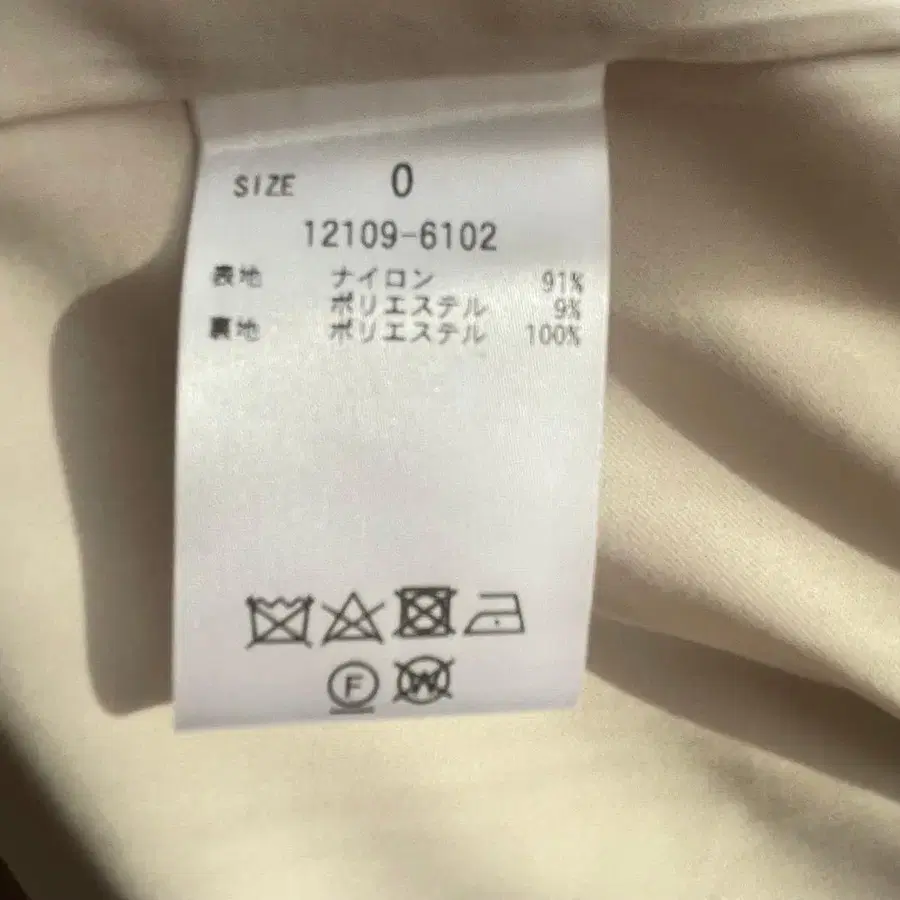 SIZE 0
12109-6102
表地 ナイロン 91%
ポリエステル 9%
裏地 ポリエステル 100%
F
W